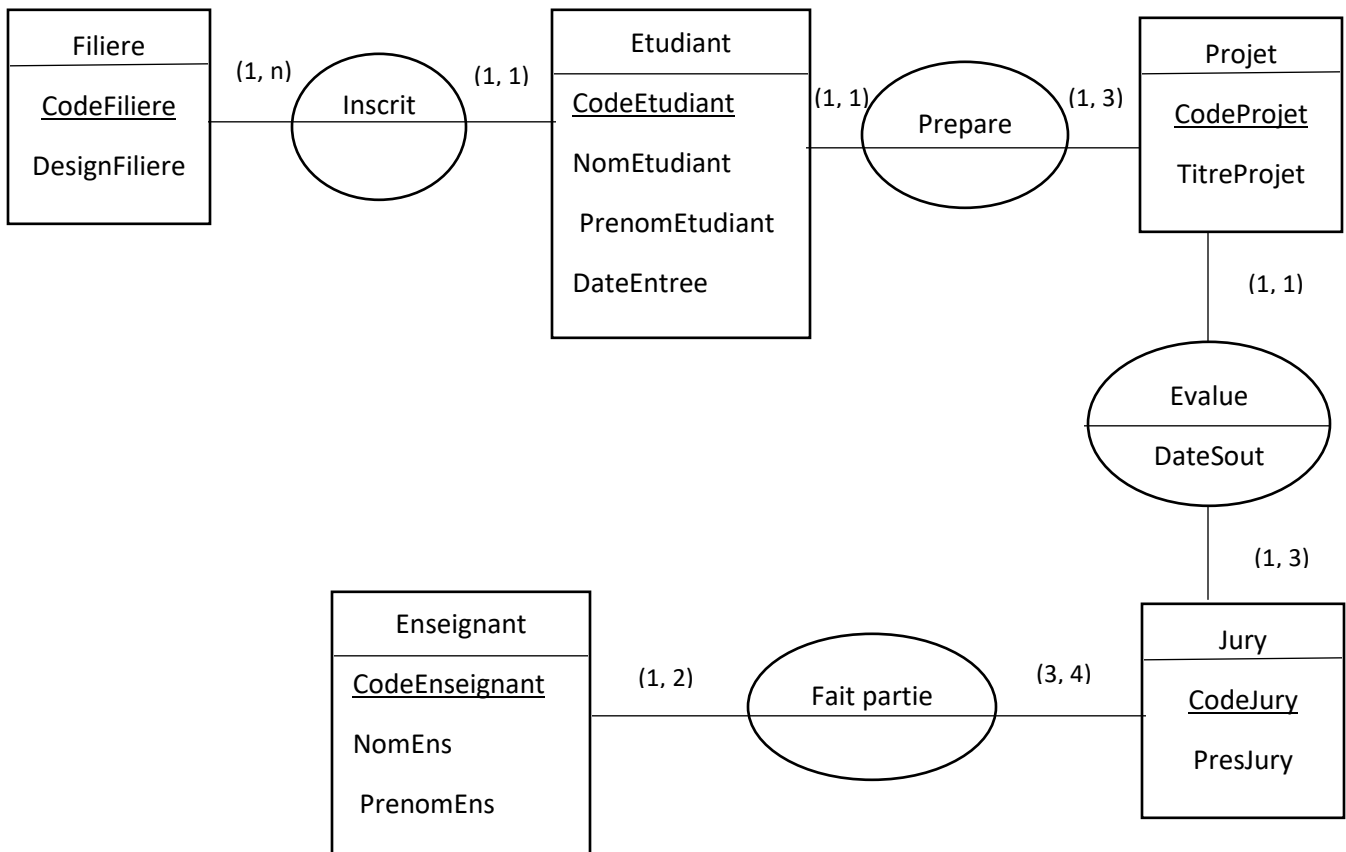 Filiere
CodeFiliere
DesignFiliere
(1, n)
Inscrit
(1, 1)
Etudiant
CodeEtudiant
NomEtudiant
PrenomEtudiant
DateEntree
(1, 1)
Prepare
(1, 3)
Projet
CodeProjet
TitreProjet
(1, 1)
Evalue
DateSout
(1, 3)
Enseignant
CodeEnseignant
NomEns
PrenomEns
(1, 2)
Fait partie
(3, 4)
Jury
CodeJury
PresJury